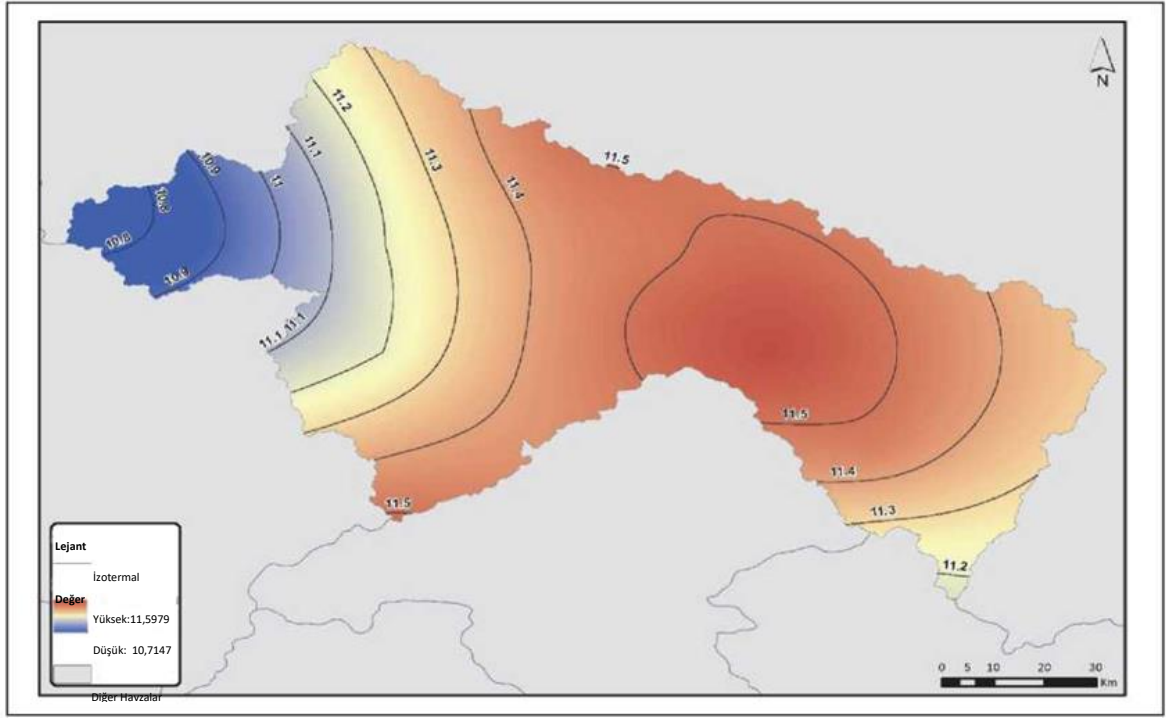 N
11.2
11.1
10.9
11
11.3
11.4
11.5
10.8
10.8
10.9
11.1
11.1
11.5
11.4
11.5
11.3
11.2
Lejant
İzotermal
Değer
Yüksek:11,5979
Düşük: 10,7147
Diğer Havzalar
0 5 10 20 30
Km